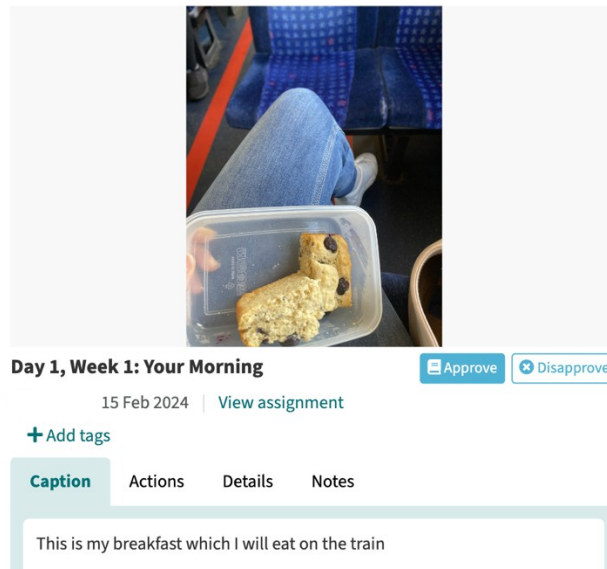 Day 1, Week 1: Your Morning
Approve
Disapprove
15 Feb 2024
View assignment
Add tags
Caption
Actions
Details
Notes
This is my breakfast which I will eat on the train